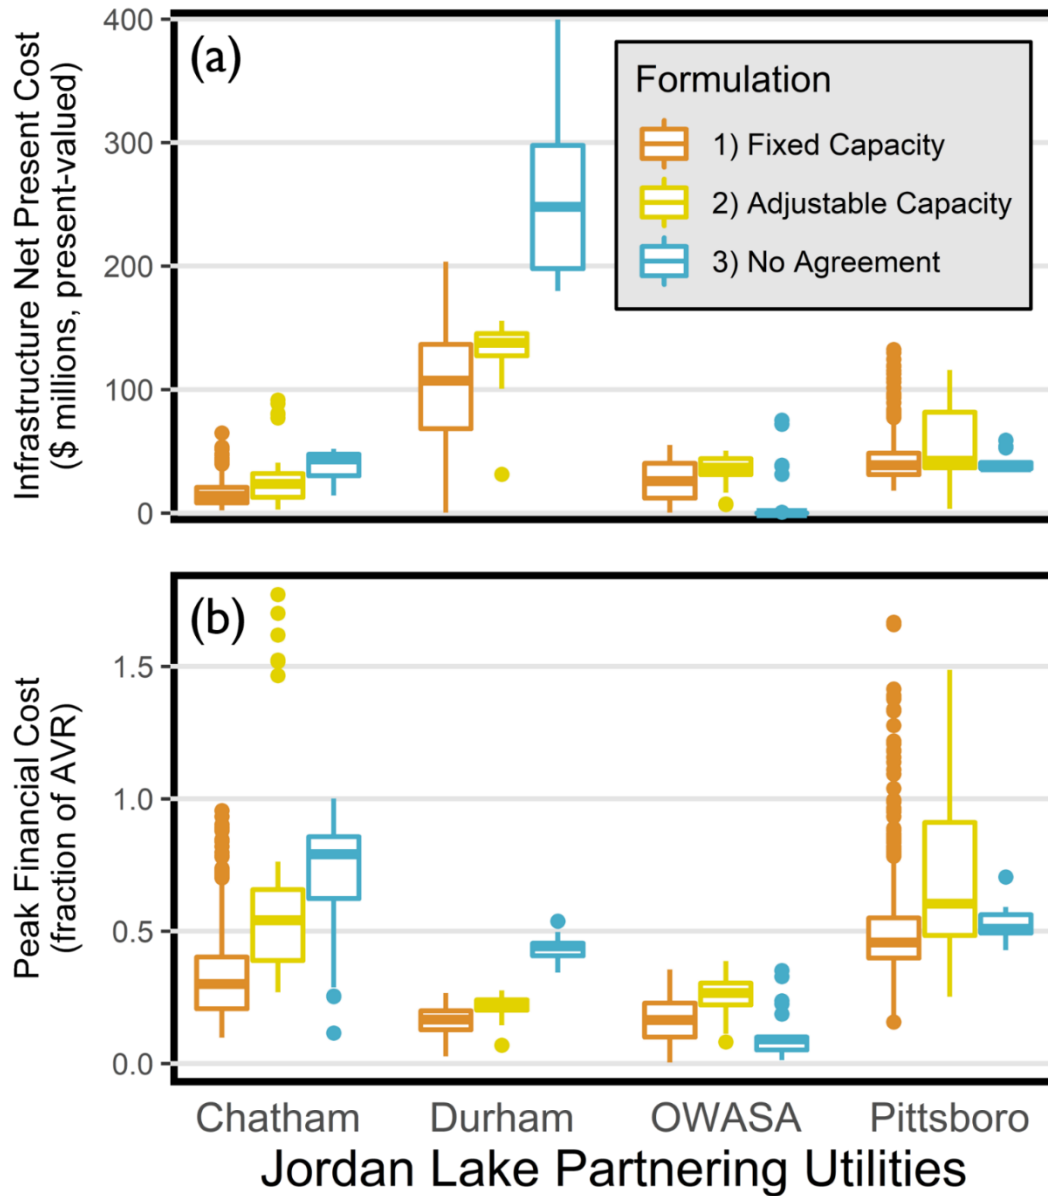 (a)
Infrastructure Net Present Cost
($ millions, present-valued)
400
300
200
100
0
Formulation
1) Fixed Capacity
2) Adjustable Capacity
3) No Agreement
(b)
Peak Financial Cost
(fraction of AVR)
1.5
1.0
0.5
0.0
Chatham Durham OWASA Pittsboro
Jordan Lake Partnering Utilities